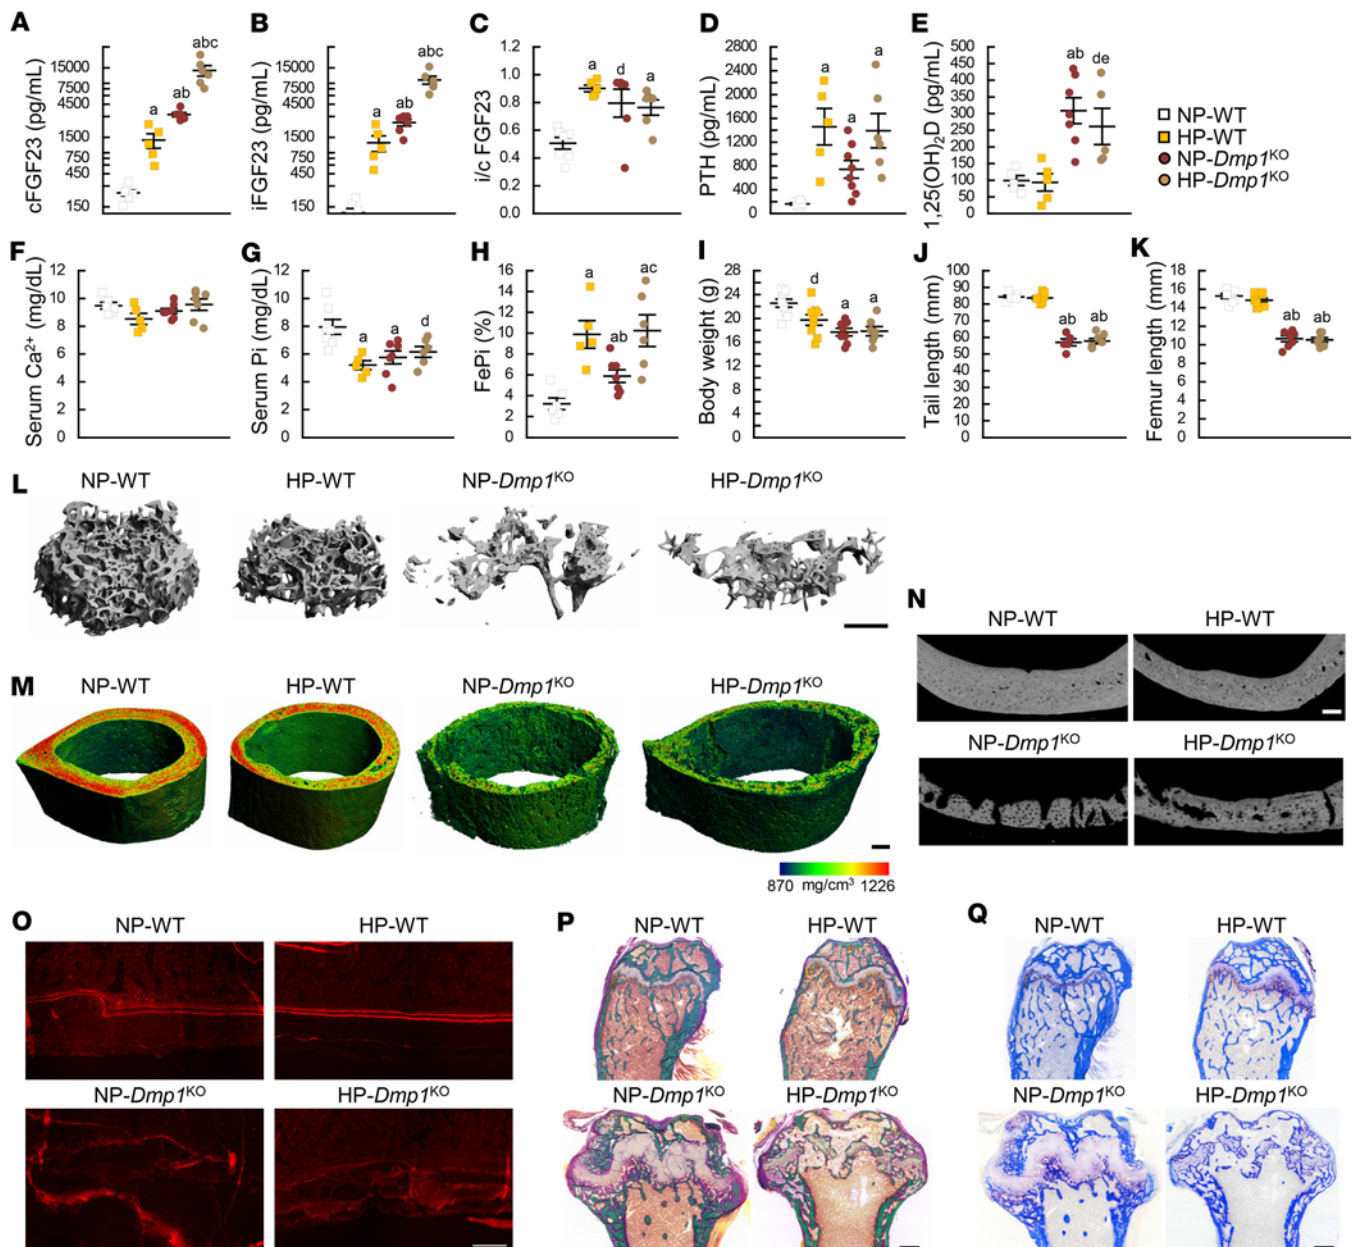 A
cFGF23 (pg/mL)
15000
7500
4500
1500
750
450
150
a
ab
abc
B
iFGF23 (pg/mL)
15000
7500
4500
1500
750
450
150
a
ab
abc
C
i/c FGF23
1.2
1.0
0.8
0.6
0.4
0.2
0.0
a
d
a
D
PTH (pg/mL)
2800
2400
2000
1600
1200
800
400
0
a
a
a
E
1,25(OH)₂D (pg/mL)
500
450
400
350
300
250
200
150
100
50
0
ab
de
NP-WT
HP-WT
NP-Dmp1ᴷᴼ
HP-Dmp1ᴷᴼ
F
Serum Ca²⁺ (mg/dL)
12
10
8
6
4
2
0
G
Serum Pi (mg/dL)
12
10
8
6
4
2
0
a
a
d
H
FePi (%)
16
14
12
10
8
6
4
2
0
a
ab
ac
I
Body weight (g)
28
24
20
16
12
8
4
0
d
a
a
J
Tail length (mm)
100
90
80
70
60
50
40
30
20
10
0
ab
ab
K
Femur length (mm)
18
16
14
12
10
8
6
4
2
0
ab
ab
L
NP-WT
HP-WT
NP-Dmp1ᴷᴼ
HP-Dmp1ᴷᴼ
M
NP-WT
HP-WT
NP-Dmp1ᴷᴼ
HP-Dmp1ᴷᴼ
870 mg/cm³ 1226
N
NP-WT
HP-WT
NP-Dmp1ᴷᴼ
HP-Dmp1ᴷᴼ
O
NP-WT
HP-WT
NP-Dmp1ᴷᴼ
HP-Dmp1ᴷᴼ
P
NP-WT
HP-WT
NP-Dmp1ᴷᴼ
HP-Dmp1ᴷᴼ
Q
NP-WT
HP-WT
NP-Dmp1ᴷᴼ
HP-Dmp1ᴷᴼ